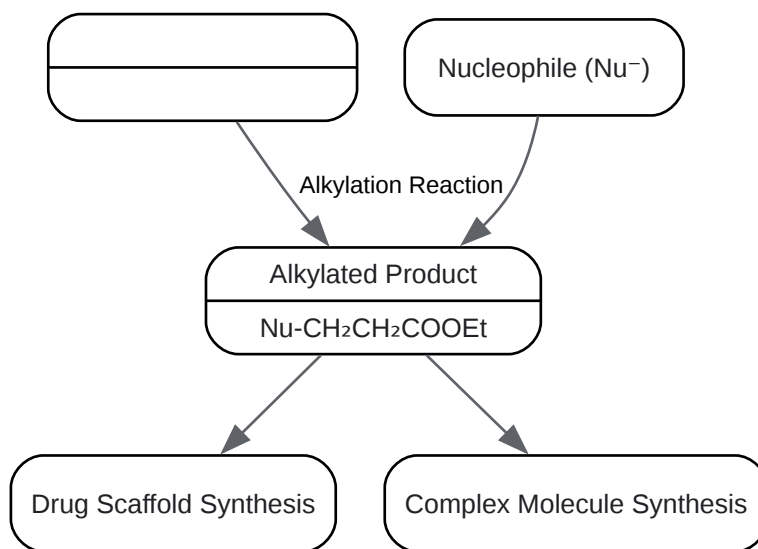 Nucleophile (Nu⁻)
Alkylation Reaction
Alkylated Product
Nu-CH₂CH₂COOEt
Drug Scaffold Synthesis
Complex Molecule Synthesis